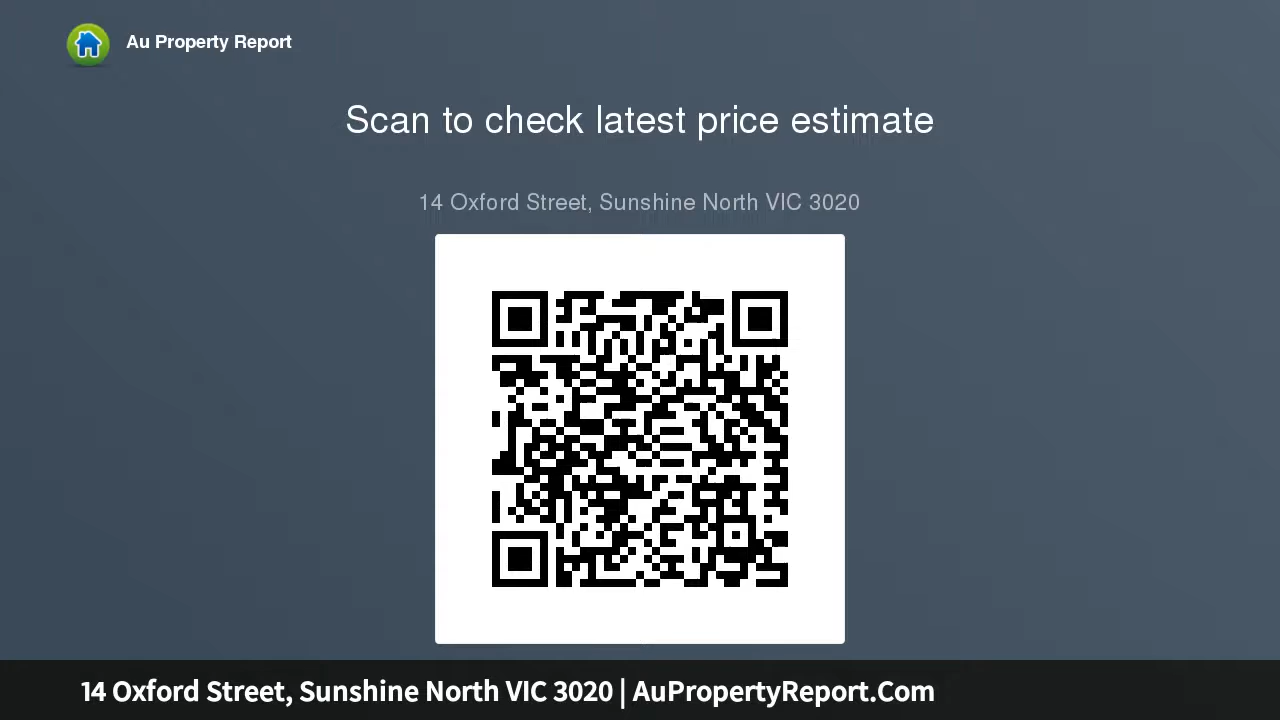 Au Property Report
Scan to check latest price estimate
14 Oxford Street, Sunshine North VIC 3020
14 Oxford Street, Sunshine North VIC 3020 | AuPropertyReport.Com